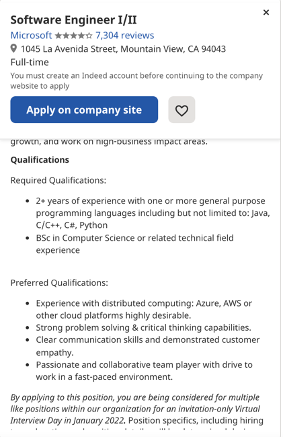 ×
Software Engineer I/II
Microsoft ★★★★☆ 7,304 reviews
1045 La Avenida Street, Mountain View, CA 94043
Full-time
You must create an Indeed account before continuing to the company
website to apply
Apply on company site
growth, and work on high-business impact areas.
Qualifications
Required Qualifications:
• 2+ years of experience with one or more general purpose
programming languages including but not limited to: Java,
C/C++, C#, Python
• BSc in Computer Science or related technical field
experience
Preferred Qualifications:
• Experience with distributed computing: Azure, AWS or
other cloud platforms highly desirable.
• Strong problem solving & critical thinking capabilities.
• Clear communication skills and demonstrated customer
empathy.
• Passionate and collaborative team player with drive to
work in a fast-paced environment.
By applying to this position, you are being considered for multiple
like positions within our organization for an invitation-only Virtual
Interview Day in January 2022. Position specifics, including hiring